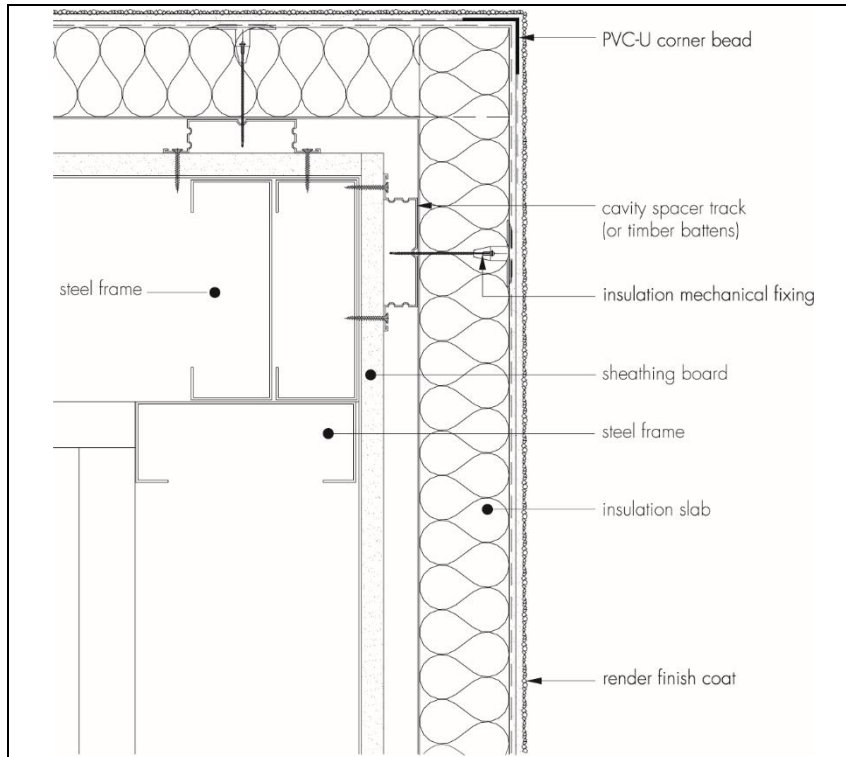 PVC-U corner bead
cavity spacer track
(or timber battens)
steel frame
insulation mechanical fixing
sheathing board
steel frame
insulation slab
render finish coat